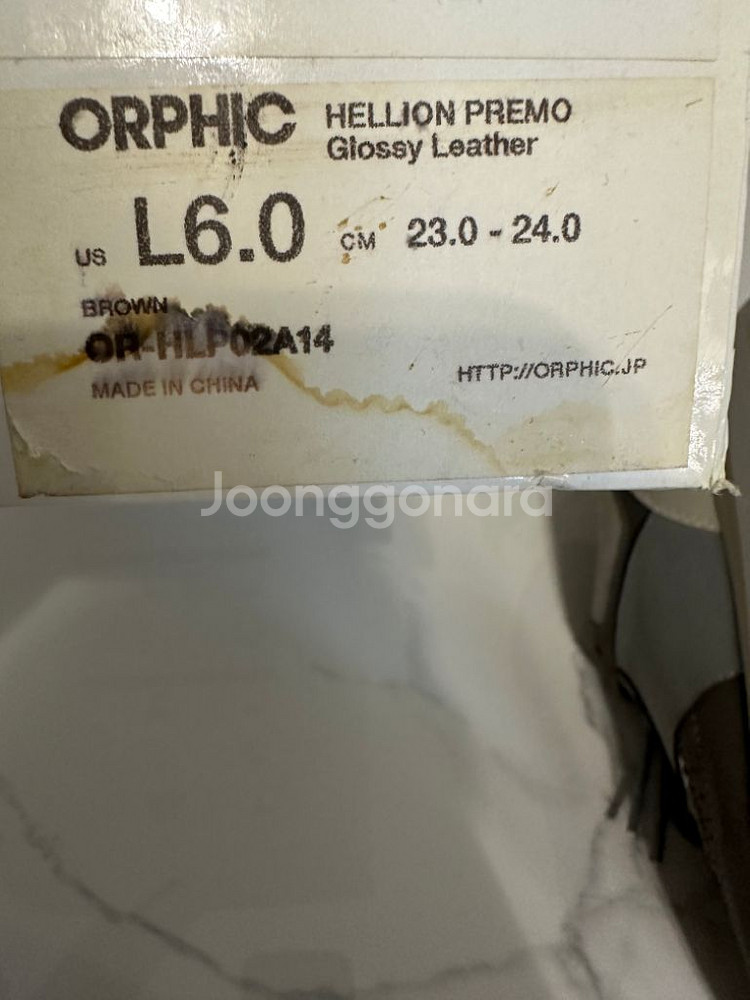 ORPHIC HELLION PREMO
Glossy Leather
US L6.0 CM 23.0 - 24.0
BROWN
OR-HLP02A14
MADE IN CHINA HTTP://ORPHIC.JP
Joonggonara